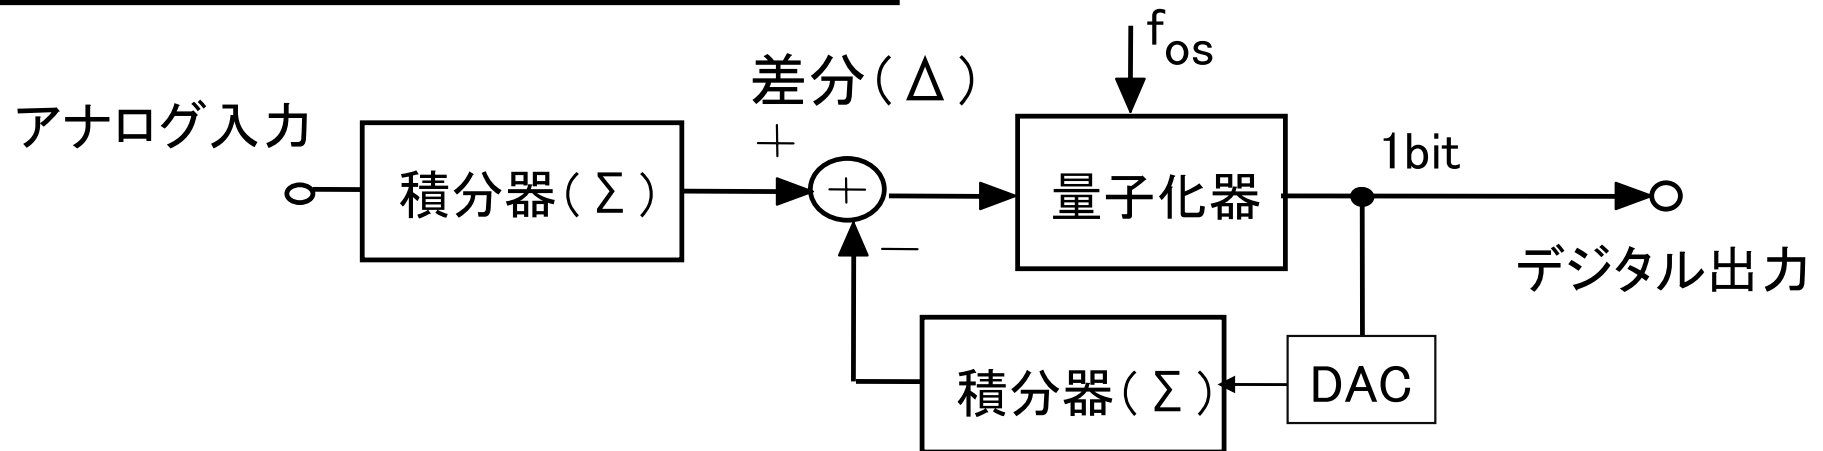 fos
差分(Δ)
アナログ入力
+
1bit
積分器(Σ)
+
量子化器
−
デジタル出力
積分器(Σ)
DAC